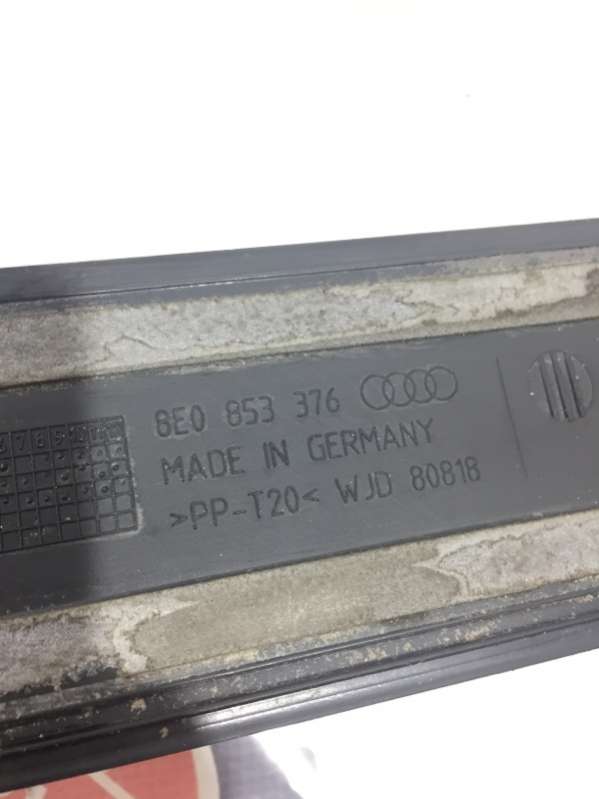 8E0 853 376
MADE IN GERMANY
>PP-T20< WJD 80818